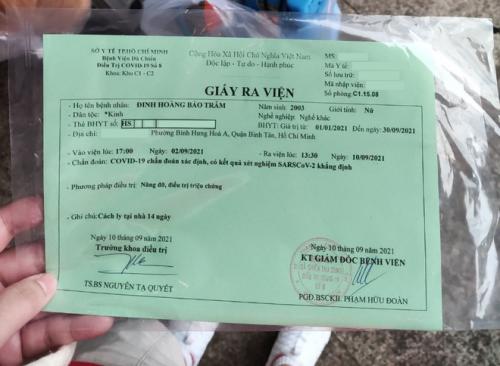 SỞ Y TẾ TP.HỒ CHÍ MINH
Bệnh Viện Dã Chiến
Điều Trị COVID-19 Số 8
Khoa: Khu C1 - C2
Cộng Hòa Xã Hội Chủ Nghĩa Việt Nam
Độc lập - Tự do - Hạnh phúc
MS:
Mã Y tế:
Số lưu trữ:
Mã nhập viện:
Số phòng: C1.15.08
GIẤY RA VIỆN
- Họ tên bệnh nhân: ĐINH HOÀNG BẢO TRÂM Năm sinh: 2003 Giới tính: Nữ
- Dân tộc: *Kinh Nghề nghiệp: Nghề khác
- Thẻ BHYT số: HS BHYT: Giá trị từ: 01/01/2021 Đến ngày:30/09/2021
- Địa chỉ: Phường Bình Hưng Hoà A, Quận Bình Tân, Hồ Chí Minh
- Vào viện lúc: 17:00 Ngày: 02/09/2021 - Ra viện lúc: 13:30 Ngày: 10/09/2021
- Chẩn đoán: COVID-19 chẩn đoán xác định, có kết quả xét nghiệm SARSCoV-2 khẳng định
- Phương pháp điều trị: Nâng đỡ, điều trị triệu chứng
- Ghi chú:Cách ly tại nhà 14 ngày
Ngày 10 tháng 09 năm 2021
Trưởng khoa điều trị
TS.BS NGUYỄN TẠ QUYẾT
Ngày 10 tháng 09 năm 2021
KT GIÁM ĐỐC BỆNH VIỆN
PGĐ.BSCKII. PHẠM HỮU ĐOÀN